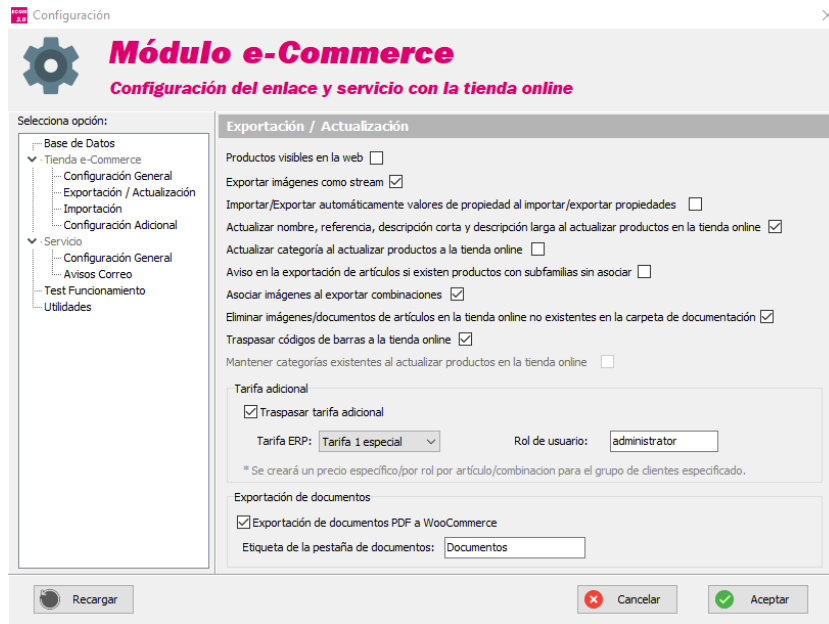 ECOM
2.0
Configuración
Módulo e-Commerce
Configuración del enlace y servicio con la tienda online
Selecciona opción:
Base de Datos
Tienda e-Commerce
Configuración General
Exportación / Actualización
Importación
Configuración Adicional
Servicio
Configuración General
Avisos Correo
Test Funcionamiento
Utilidades
Exportación / Actualización
Productos visibles en la web
Exportar imágenes como stream
Importar/Exportar automáticamente valores de propiedad al importar/exportar propiedades
Actualizar nombre, referencia, descripción corta y descripción larga al actualizar productos en la tienda online
Actualizar categoría al actualizar productos a la tienda online
Aviso en la exportación de artículos si existen productos con subfamilias sin asociar
Asociar imágenes al exportar combinaciones
Eliminar imágenes/documentos de artículos en la tienda online no existentes en la carpeta de documentación
Traspasar códigos de barras a la tienda online
Mantener categorías existentes al actualizar productos en la tienda online
Tarifa adicional
Traspasar tarifa adicional
Tarifa ERP: Tarifa 1 especial Rol de usuario: administrator
* Se creará un precio específico/por rol por artículo/combinacion para el grupo de clientes especificado.
Exportación de documentos
Exportación de documentos PDF a WooCommerce
Etiqueta de la pestaña de documentos: Documentos
Recargar Cancelar Aceptar